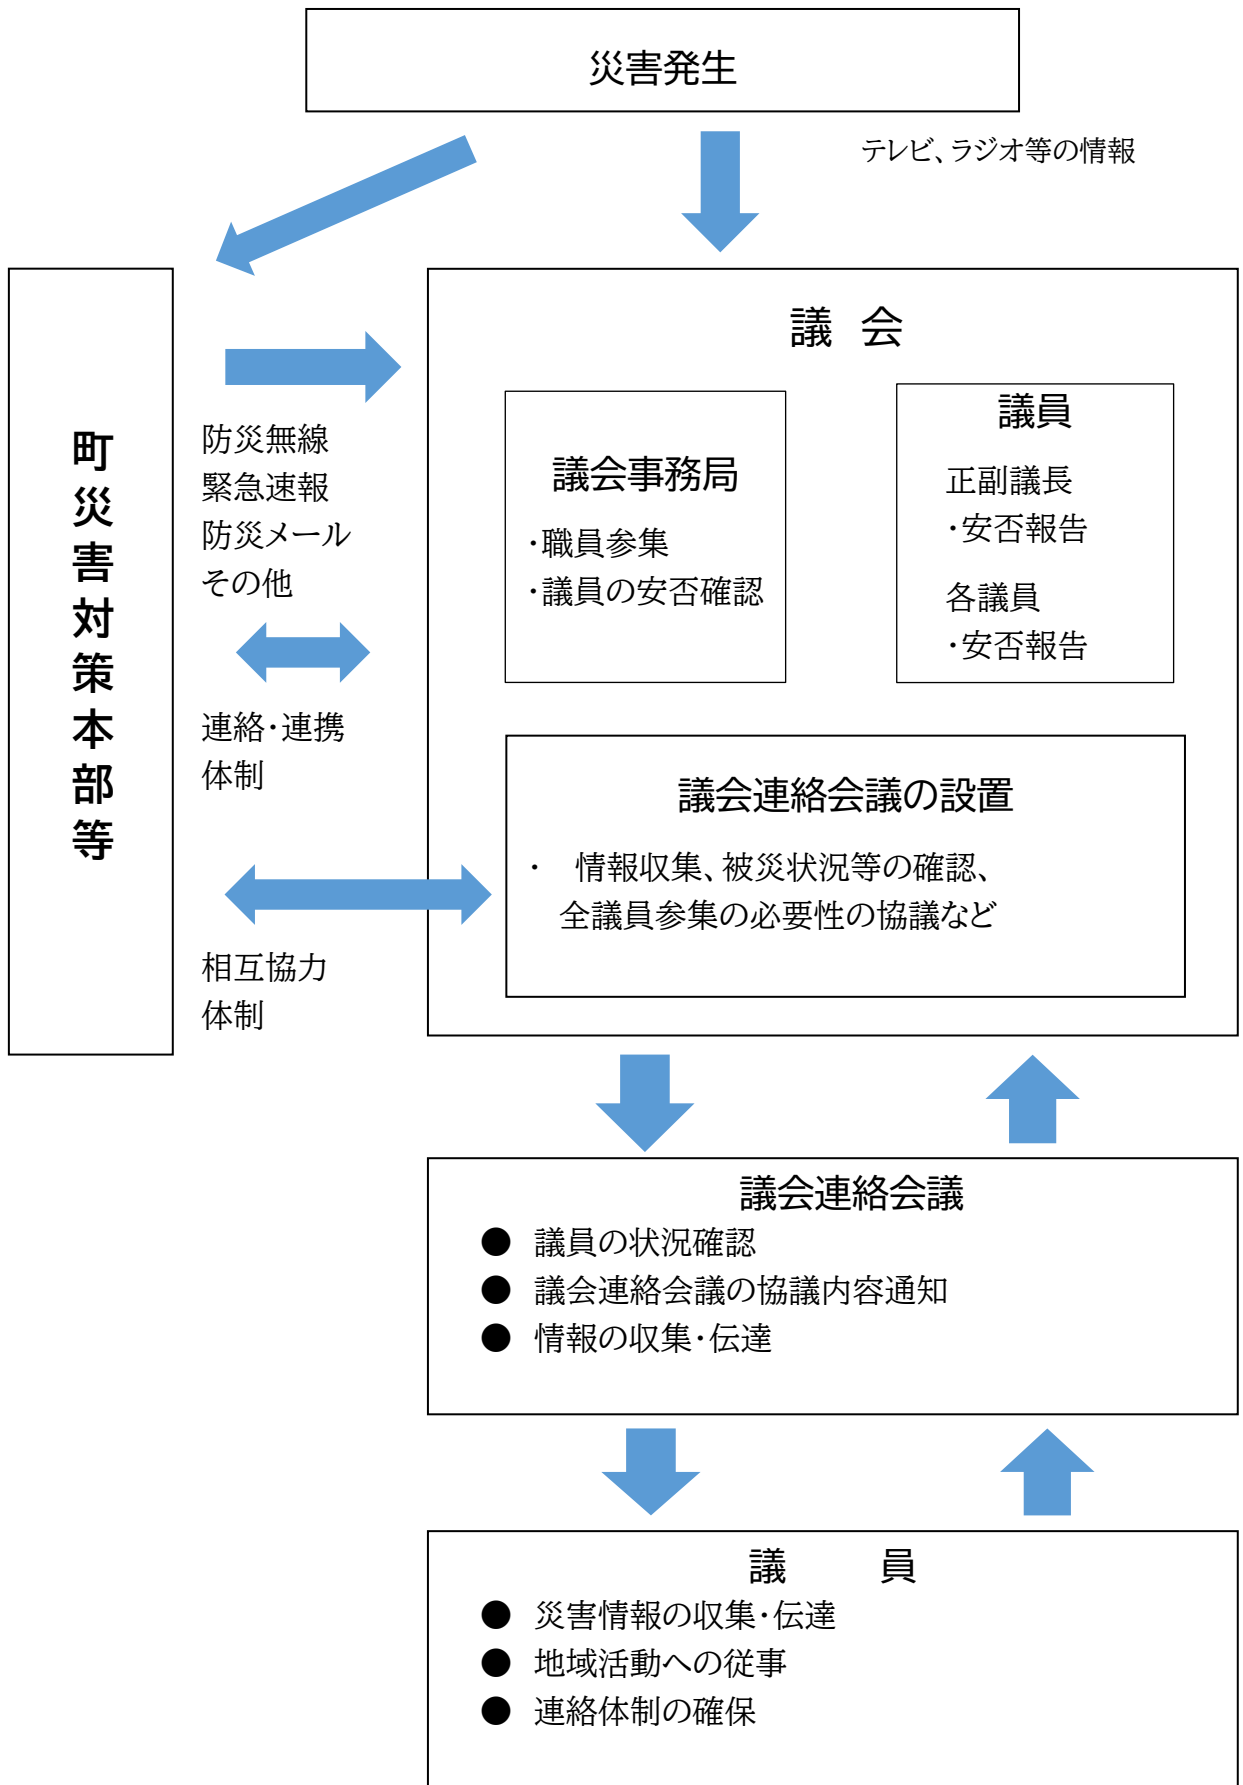 災害発生
テレビ、ラジオ等の情報
町災害対策本部等
防災無線
緊急速報
防災メール
その他
連絡・連携
体制
相互協力
体制
議 会
議会事務局
・職員参集
・議員の安否確認
議員
正副議長
・安否報告
各議員
・安否報告
議会連絡会議の設置
・ 情報収集、被災状況等の確認、
全議員参集の必要性の協議など
議会連絡会議
● 議員の状況確認
● 議会連絡会議の協議内容通知
● 情報の収集・伝達
議 員
● 災害情報の収集・伝達
● 地域活動への従事
● 連絡体制の確保